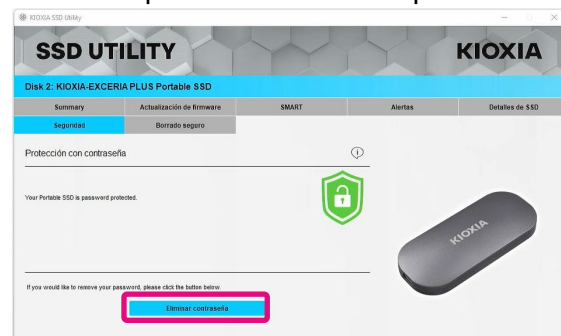 KIOXIA SSD Utility
SSD UTILITY
KIOXIA
Disk 2: KIOXIA-EXCERIA PLUS Portable SSD
Summary
Actualización de firmware
SMART
Alertas
Detalles de SSD
Seguridad
Borrado seguro
Protección con contraseña
Your Portable SSD is password protected.
KIOXIA
If you would like to remove your password, please click the button below.
Eliminar contraseña